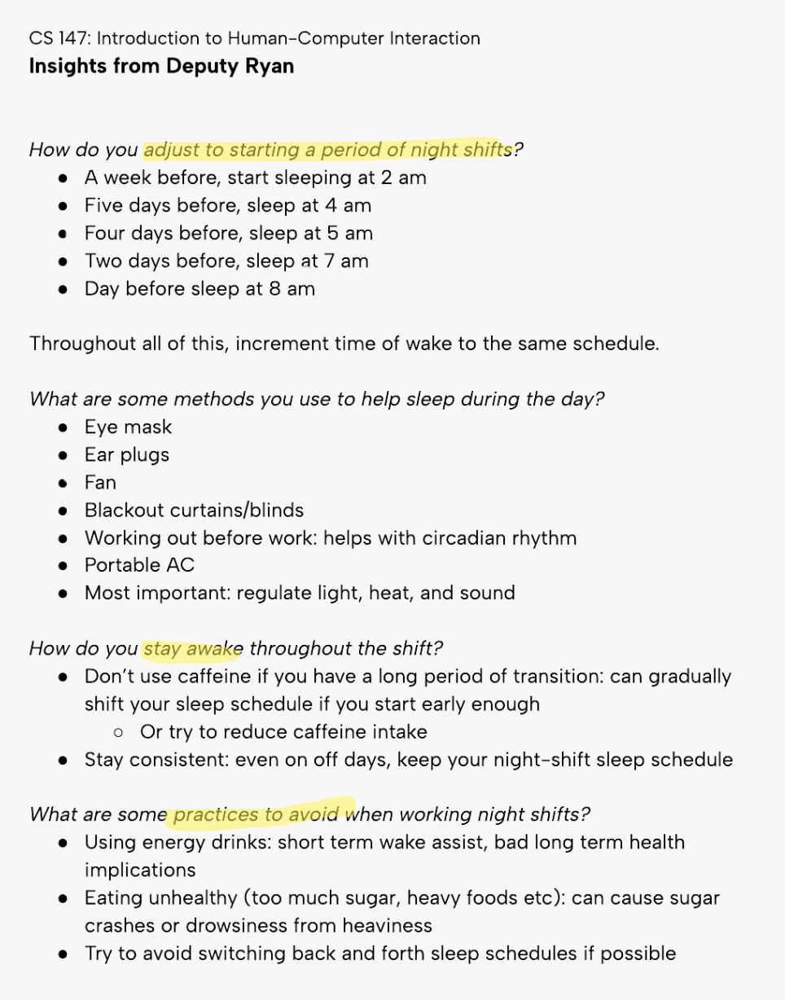 CS 147: Introduction to Human-Computer Interaction
Insights from Deputy Ryan
How do you adjust to starting a period of night shifts?
● A week before, start sleeping at 2 am
● Five days before, sleep at 4 am
● Four days before, sleep at 5 am
● Two days before, sleep at 7 am
● Day before sleep at 8 am
Throughout all of this, increment time of wake to the same schedule.
What are some methods you use to help sleep during the day?
● Eye mask
● Ear plugs
● Fan
● Blackout curtains/blinds
● Working out before work: helps with circadian rhythm
● Portable AC
● Most important: regulate light, heat, and sound
How do you stay awake throughout the shift?
● Don’t use caffeine if you have a long period of transition: can gradually
shift your sleep schedule if you start early enough
○ Or try to reduce caffeine intake
● Stay consistent: even on off days, keep your night-shift sleep schedule
What are some practices to avoid when working night shifts?
● Using energy drinks: short term wake assist, bad long term health
implications
● Eating unhealthy (too much sugar, heavy foods etc): can cause sugar
crashes or drowsiness from heaviness
● Try to avoid switching back and forth sleep schedules if possible